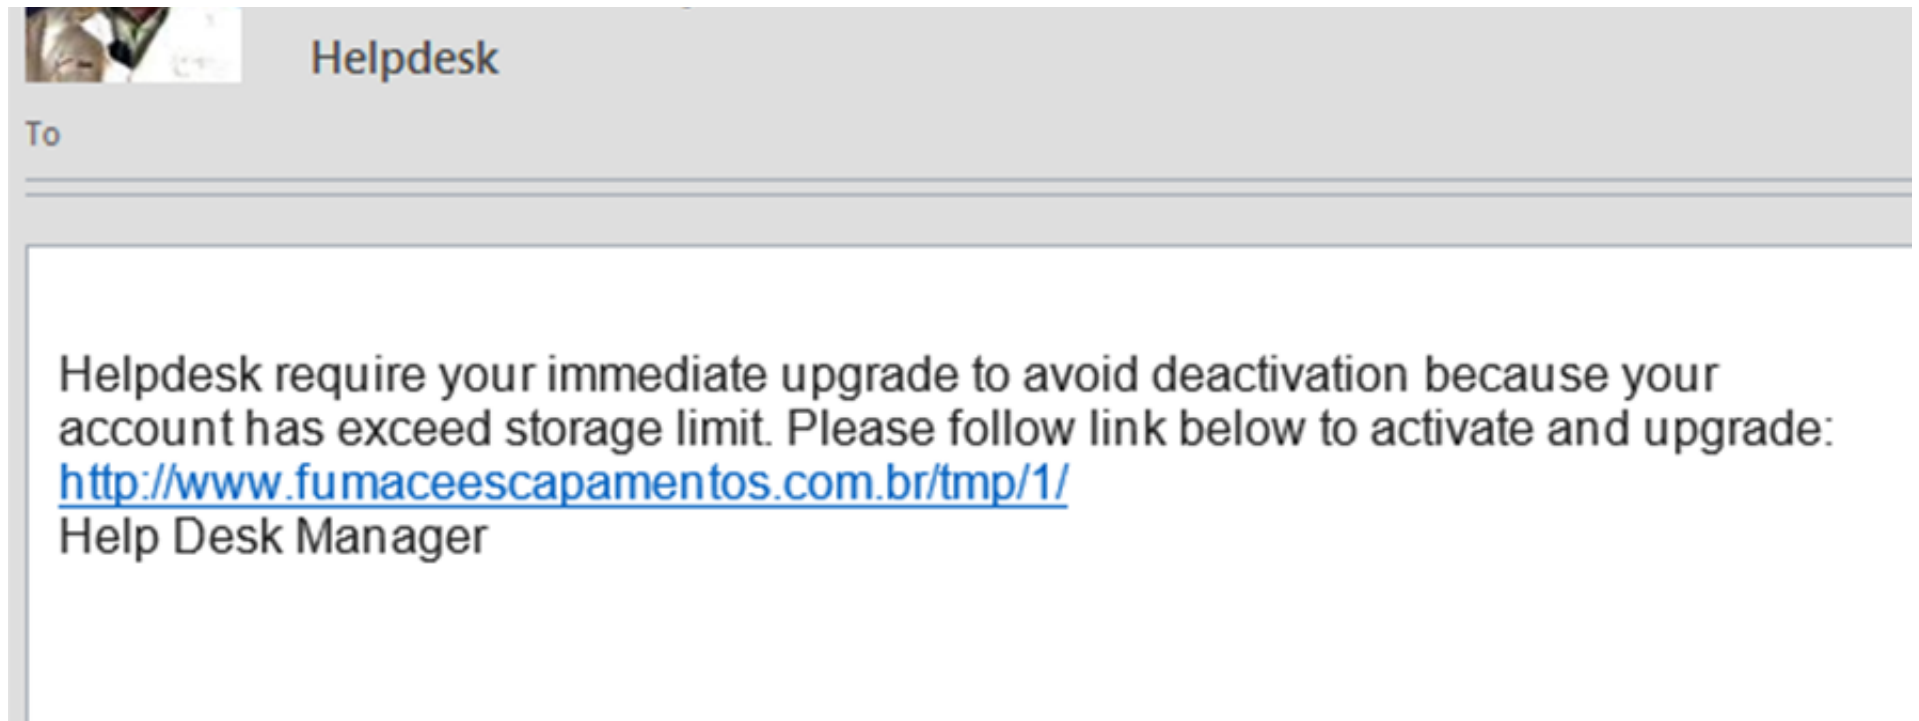 Helpdesk
To
Helpdesk require your immediate upgrade to avoid deactivation because your
account has exceed storage limit. Please follow link below to activate and upgrade:
http://www.fumaceescapamentos.com.br/tmp/1/
Help Desk Manager